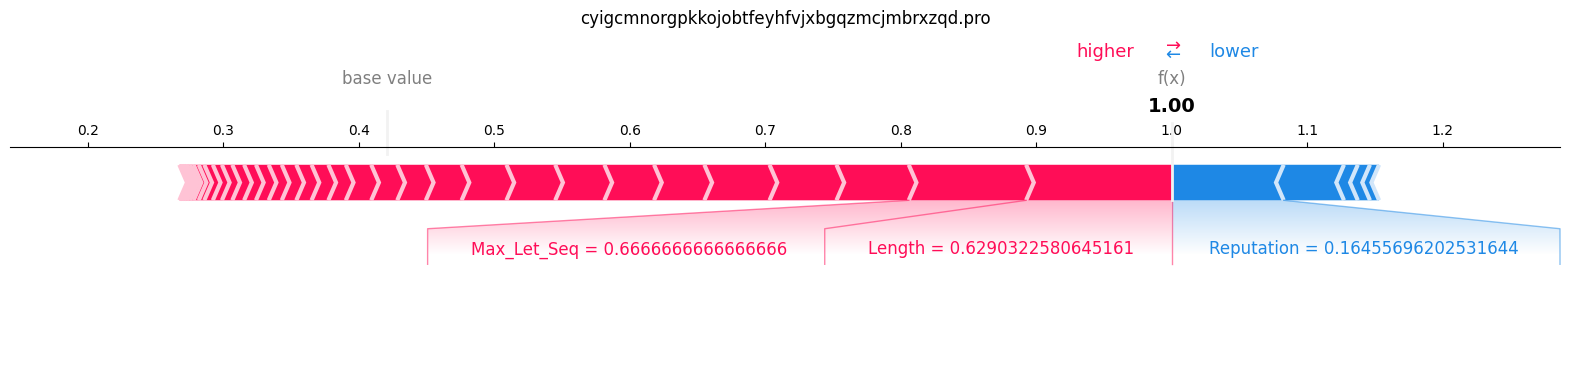 cyigcmnorgpkkojobtfeyhfvjxbgqzmcjmbrxzqd.pro
higher ⇄ lower
base value f(x)
1.00
0.2 0.3 0.4 0.5 0.6 0.7 0.8 0.9 1.0 1.1 1.2
Max_Let_Seq = 0.6666666666666666 Length = 0.6290322580645161 Reputation = 0.16455696202531644